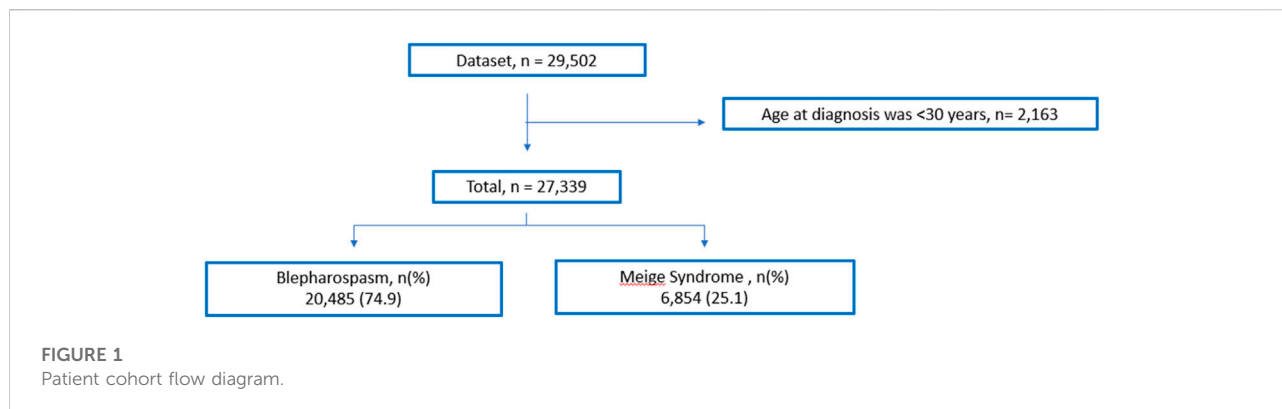 Dataset, n = 29,502
Age at diagnosis was <30 years, n= 2,163
Total, n = 27,339
Blepharospasm, n(%)
20,485 (74.9)
Meige Syndrome , n(%)
6,854 (25.1)
FIGURE 1
Patient cohort flow diagram.